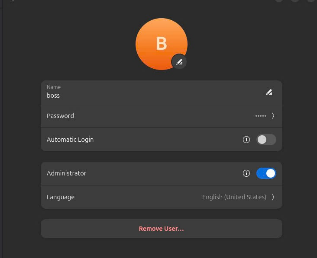 B
Name
boss
Password
•••••
Automatic Login
Administrator
Language English (United States)
Remove User...